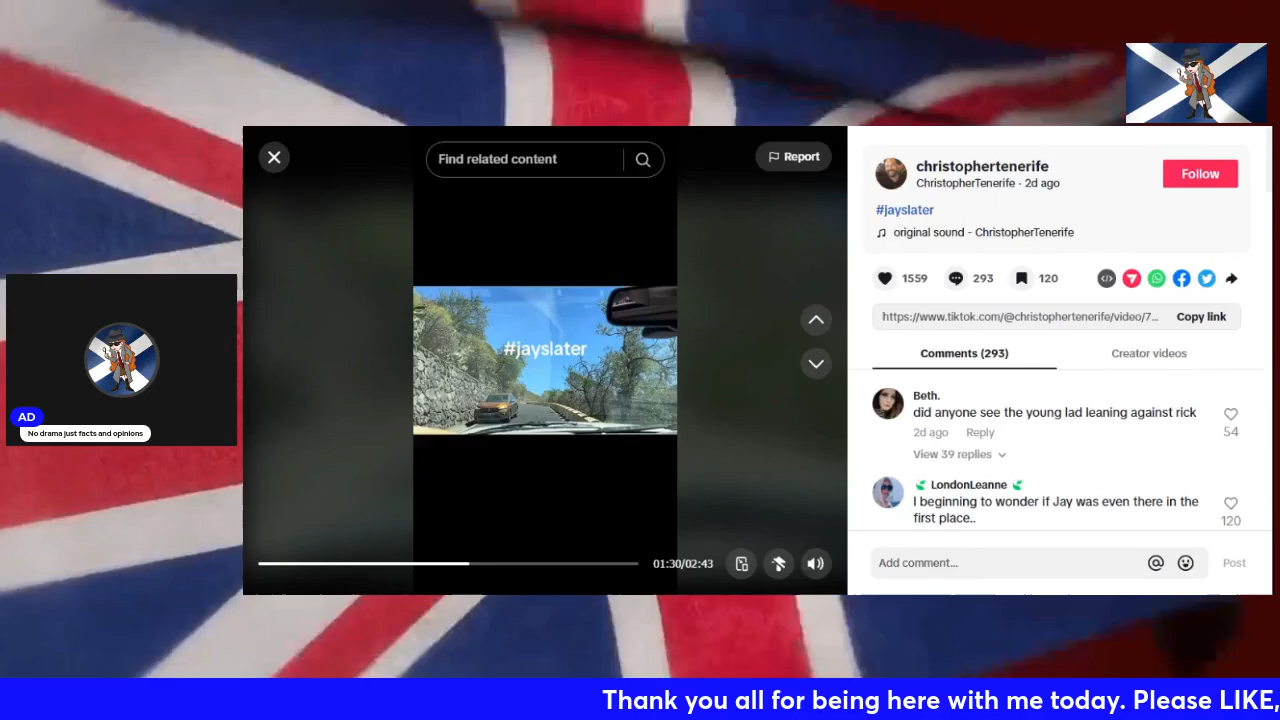 Find related content
Report
#jayslater
01:30/02:43
christophertenerife
ChristopherTenerife · 2d ago
Follow
#jayslater
original sound - ChristopherTenerife
1559
293
120
https://www.tiktok.com/@christophertenerife/video/7...
Copy link
Comments (293)
Creator videos
Beth.
did anyone see the young lad leaning against rick
2d ago Reply
54
View 39 replies
LondonLeanne
I beginning to wonder if Jay was even there in the
first place..
120
Add comment...
Post
AD
No drama just facts and opinions
Thank you all for being here with me today. Please LIKE,